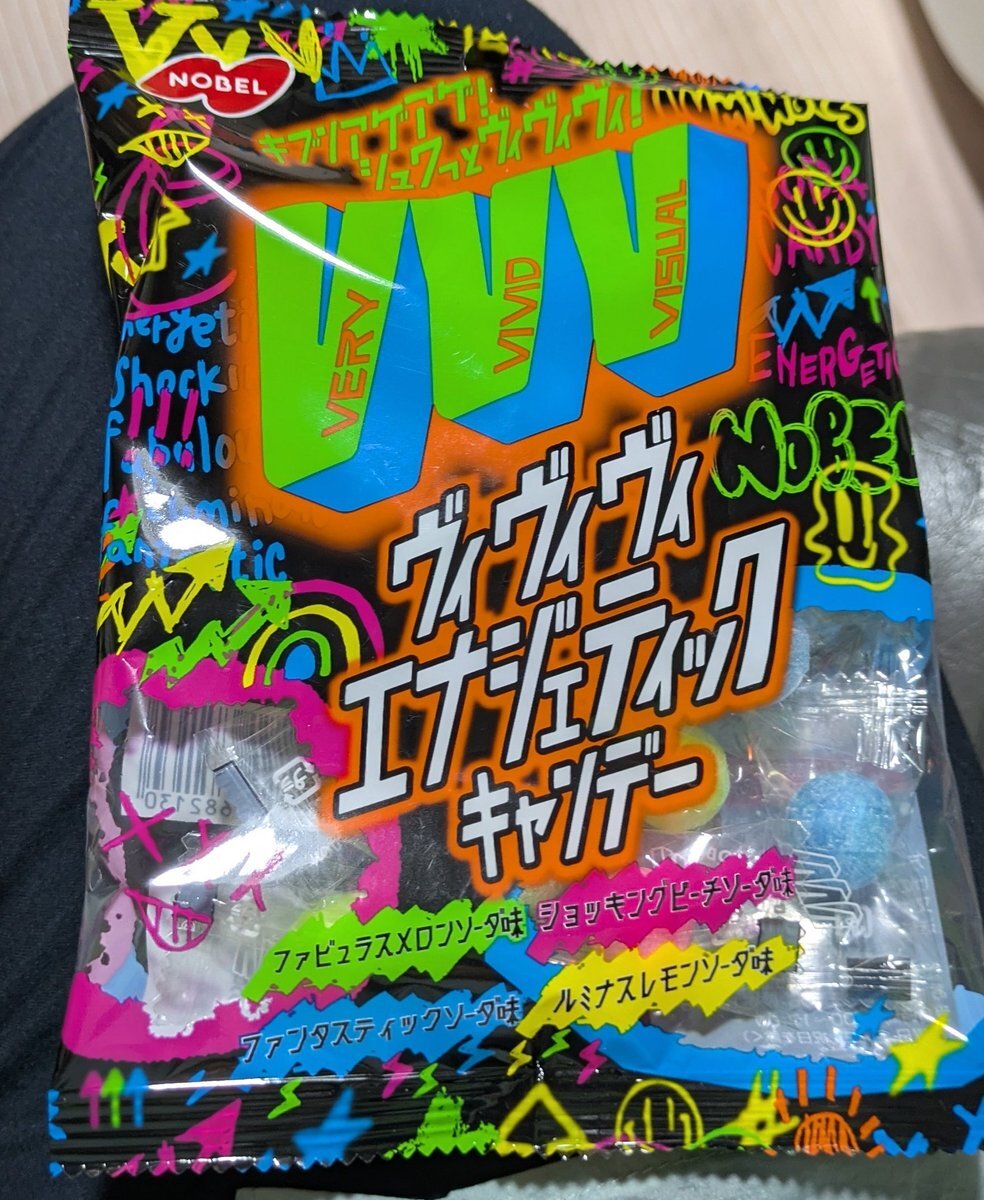 NOBEL
キブンアゲアゲ!
シュワっとヴィヴィヴィ!
VVV
VERY
VIVID
VISUAL
CANDY
ENERGETIC
NOBEL
ヴィヴィヴィ
エナジェティック
キャンデー
682130
ファビュラスメロンソーダ味
ショッキングピーチソーダ味
ファンタスティックソーダ味
ルミナスレモンソーダ味